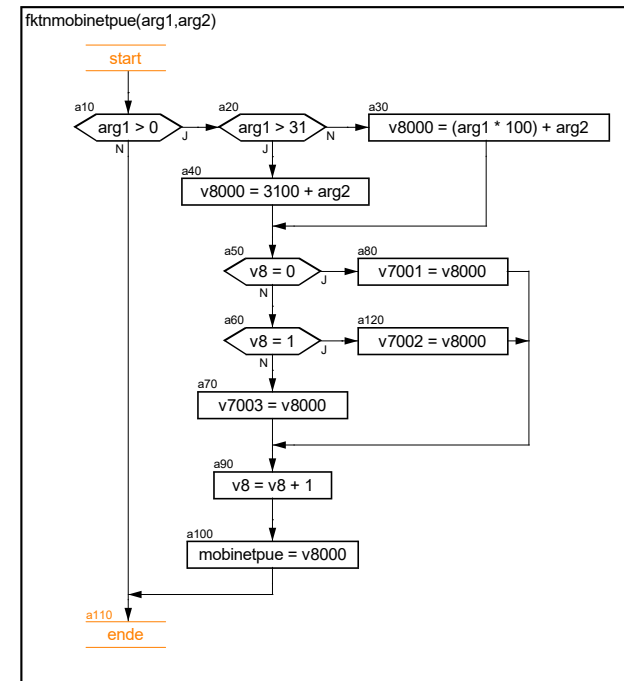 fktnmobinetpue(arg1,arg2)
start
a10
arg1 > 0
J
N
a20
arg1 > 31
N
J
a30
v8000 = (arg1 * 100) + arg2
a40
v8000 = 3100 + arg2
a50
v8 = 0
J
N
a80
v7001 = v8000
a60
v8 = 1
J
N
a120
v7002 = v8000
a70
v7003 = v8000
a90
v8 = v8 + 1
a100
mobinetpue = v8000
a110
ende